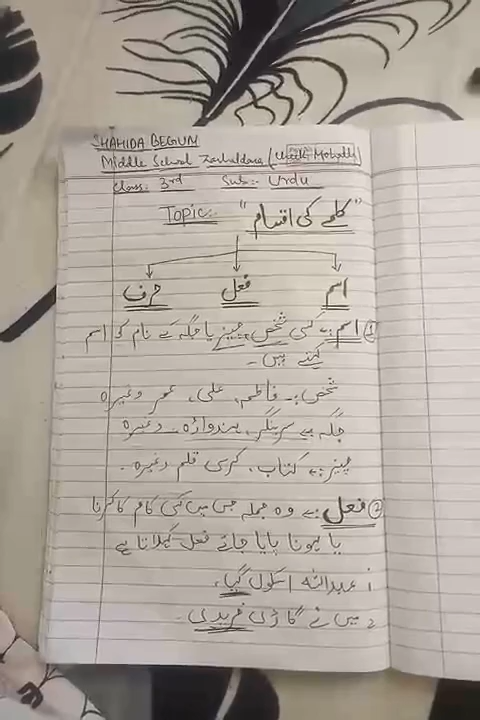 SHAHIDA BEGUM
Middle School Zachaldara ( Mohalla)
Class:- 3rd Sub:- Urdu
Topic:- "کلمے کی اقسام"
اسم فعل حرف
① اسم:- کسی شخص، چیز یا جگہ کے نام کو اسم
کہتے ہیں۔
شخص:- فاطمہ، علی، عمر وغیرہ
جگہ:- سرینگر، ہندواڑہ۔ وغیرہ
چیز:- کتاب، کرسی قلم وغیرہ۔
② فعل:- وہ جملہ جس میں کسی کام کا کرنا
یا ہونا پایا جائے فعل کہلاتا ہے
1 عبداللہ اسکول گیا۔
2 میں نے گاڑی خریدی۔